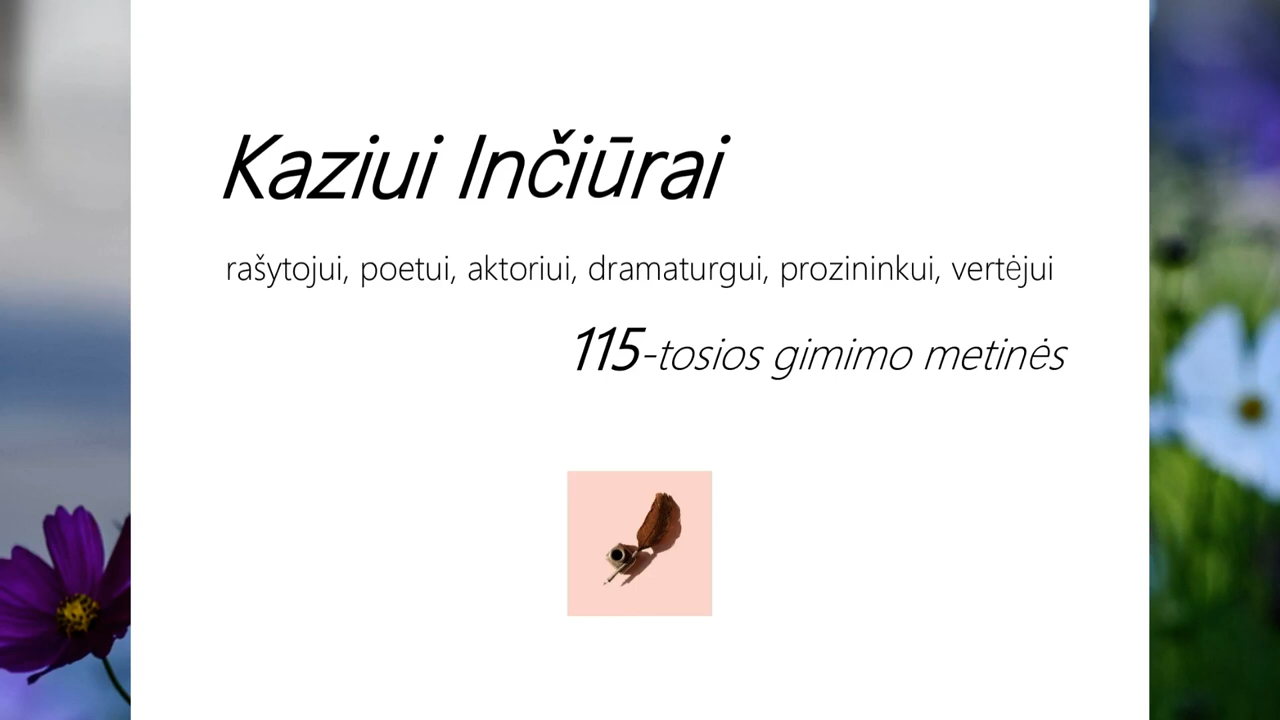 Kaziui Inčiūrai
rašytojui, poetui, aktoriui, dramaturgui, prozininkui, vertėjui
115-tosios gimimo metinės